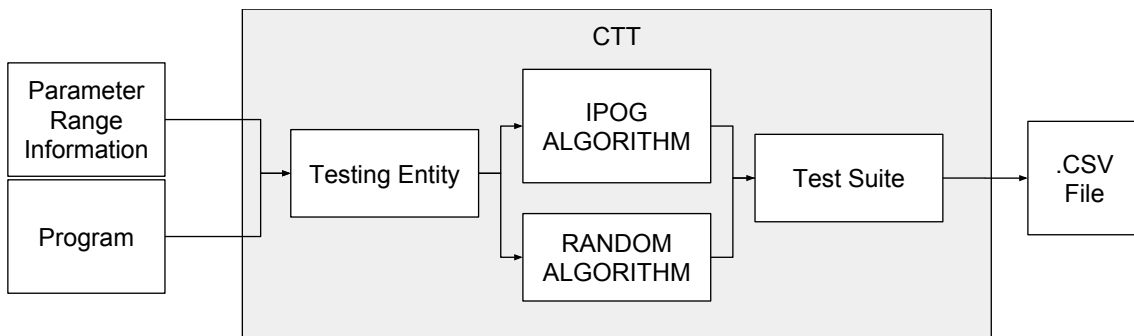 CTT
Parameter
Range
Information
Program
Testing Entity
IPOG
ALGORITHM
RANDOM
ALGORITHM
Test Suite
.CSV
File